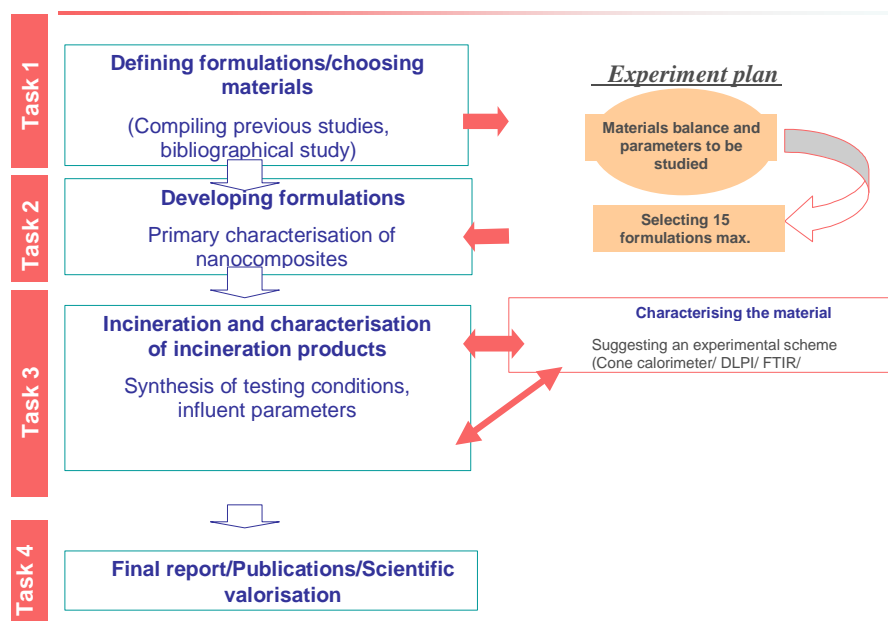 Task 1
Defining formulations/choosing
materials
(Compiling previous studies,
bibliographical study)
Experiment plan
Materials balance and
parameters to be
studied
Selecting 15
formulations max.
Task 2
Developing formulations
Primary characterisation of
nanocomposites
Task 3
Incineration and characterisation
of incineration products
Synthesis of testing conditions,
influent parameters
Characterising the material
Suggesting an experimental scheme
(Cone calorimeter/ DLPI/ FTIR/
Task 4
Final report/Publications/Scientific
valorisation